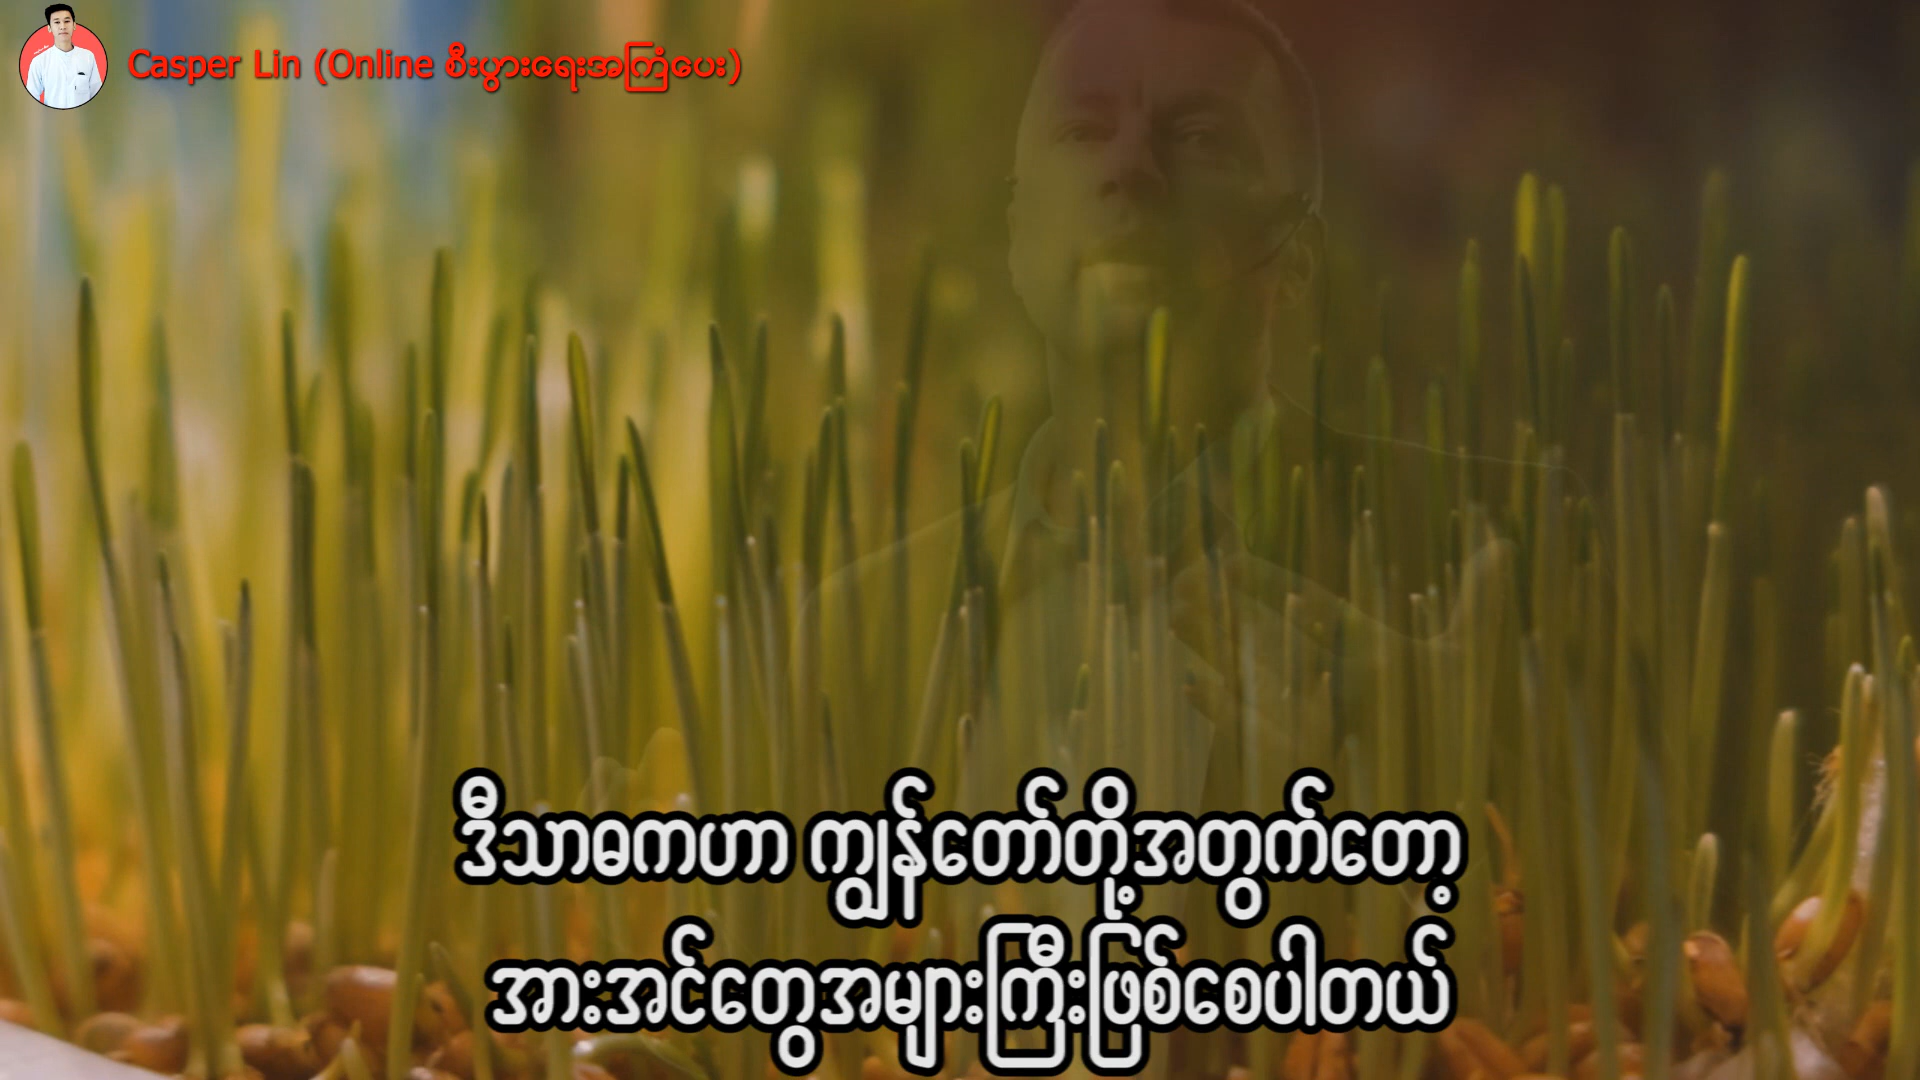 Casper Lin (Online စီးပွားရေးအကြံပေး)
ဒီသာဓကဟာ ကျွန်တော်တို့အတွက်တော့
အားအင်တွေအများကြီးဖြစ်စေပါတယ်